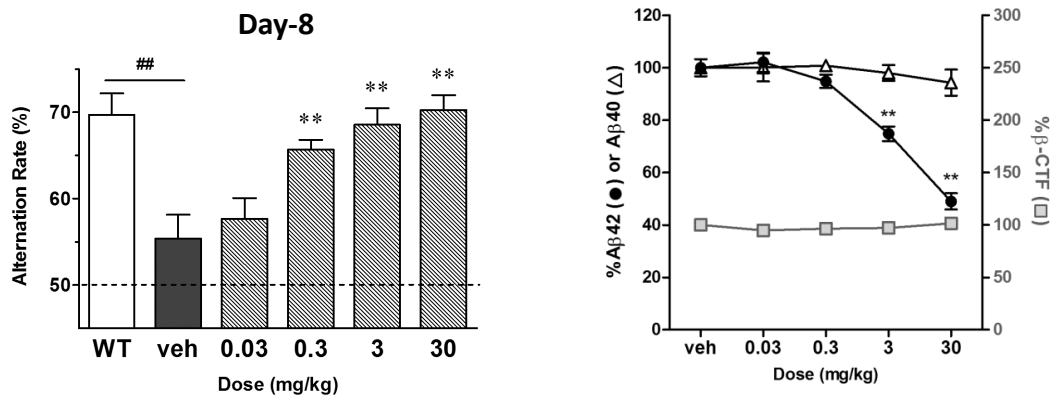 Day-8
##
**
**
**
Alternation Rate (%)
70
60
50
WT veh 0.03 0.3 3 30
Dose (mg/kg)
%Aβ42 (●) or Aβ40 (△)
120
100
80
60
40
20
0
**
**
300
250
200
150
100
50
0
%β-CTF (□)
veh 0.03 0.3 3 30
Dose (mg/kg)